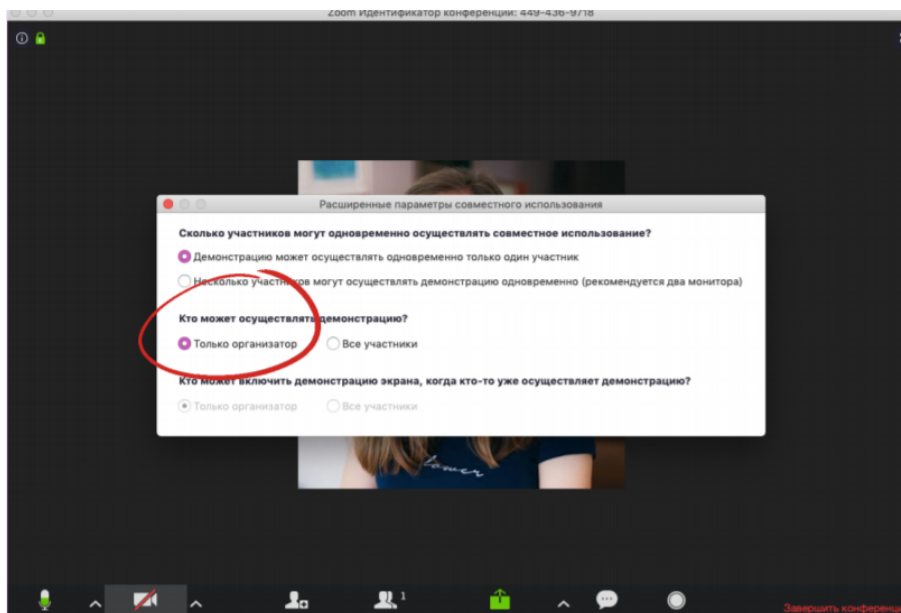 Zoom Идентификатор конференции: 449-436-9718
Расширенные параметры совместного использования
Сколько участников могут одновременно осуществлять совместное использование?
Демонстрацию может осуществлять одновременно только один участник
Несколько участников могут осуществлять демонстрацию одновременно (рекомендуется два монитора)
Кто может осуществлять демонстрацию?
Только организатор Все участники
Кто может включить демонстрацию экрана, когда кто-то уже осуществляет демонстрацию?
Только организатор Все участники
1
Завершить